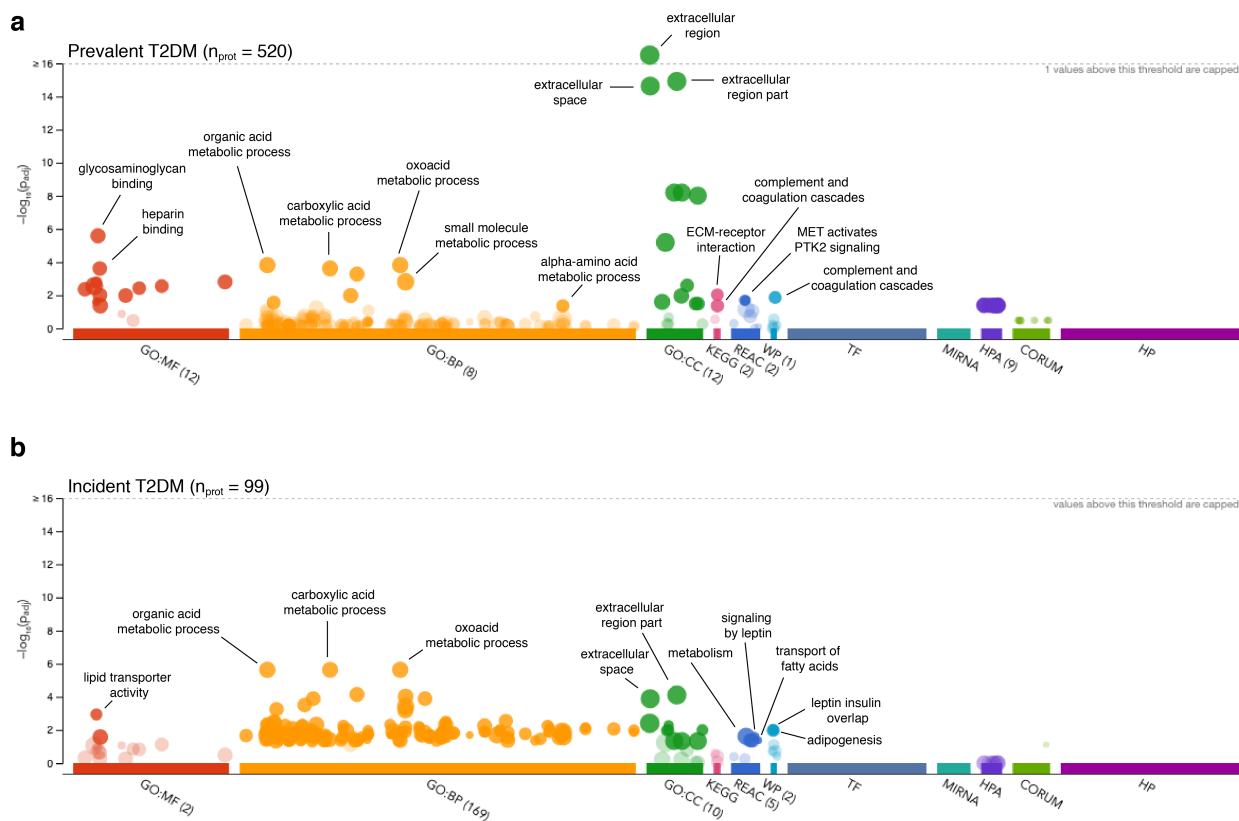 a
extracellular
region
Prevalent T2DM (nprot = 520)
≥ 16
1 values above this threshold are capped
extracellular
space
extracellular
region part
14
12
organic acid
metabolic process
10
glycosaminoglycan
binding
oxoacid
metabolic process
complement and
coagulation cascades
8
carboxylic acid
metabolic process
heparin
binding
small molecule
metabolic process
ECM-receptor
interaction
MET activates
PTK2 signaling
6
alpha-amino acid
metabolic process
complement and
coagulation cascades
4
2
0
−log10(padj)
GO:MF (12)
GO:BP (8)
GO:CC (12)
KEGG (2)
REAC (2)
WP (1)
TF
MIRNA
HPA (9)
CORUM
HP
b
Incident T2DM (nprot = 99)
≥ 16
values above this threshold are capped
14
12
10
carboxylic acid
metabolic process
extracellular
region part
signaling
by leptin
8
organic acid
metabolic process
oxoacid
metabolic process
extracellular
space
metabolism
transport of
fatty acids
6
lipid transporter
activity
leptin insulin
overlap
adipogenesis
4
2
0
−log10(padj)
GO:MF (2)
GO:BP (169)
GO:CC (10)
KEGG
REAC (5)
WP (2)
TF
MIRNA
HPA
CORUM
HP